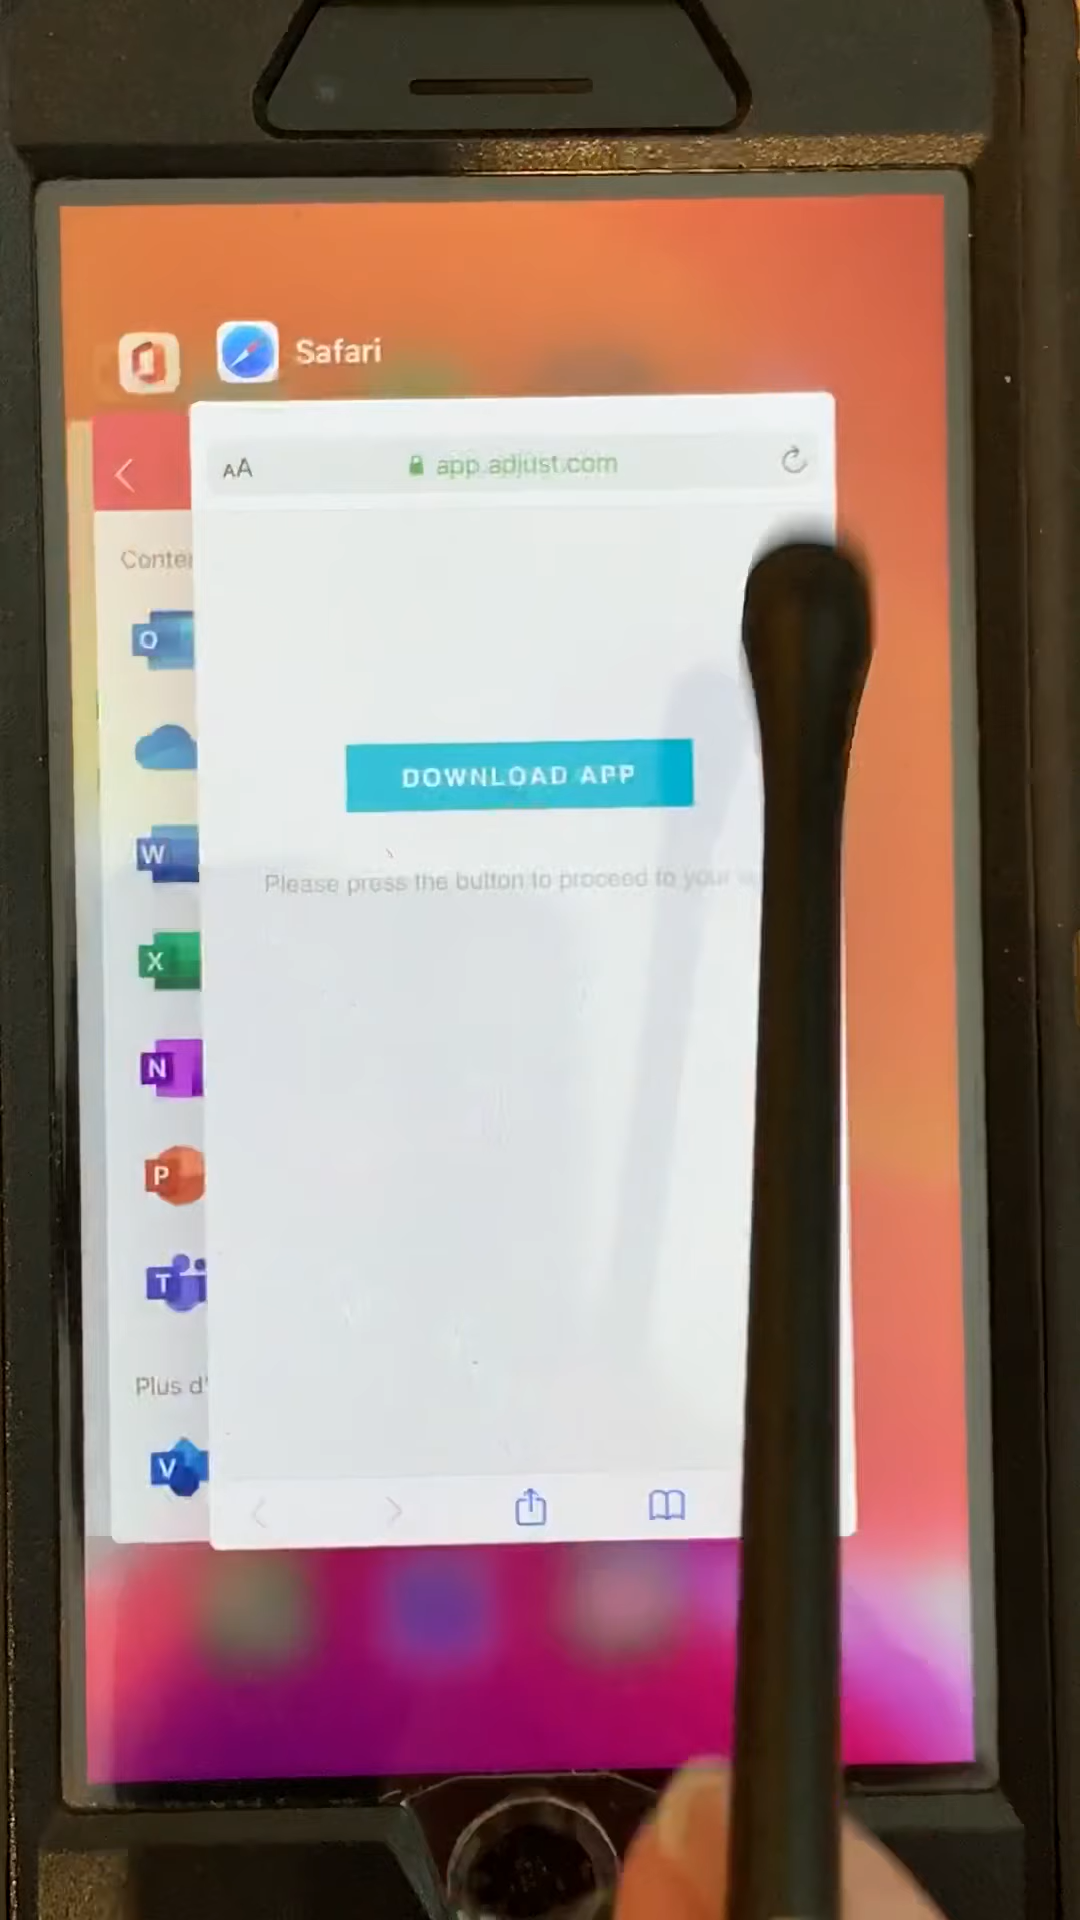 Safari
AA app.adjust.com
Conte
O
DOWNLOAD APP
W
Please press the button to proceed to your
X
N
P
T
Plus d'
V